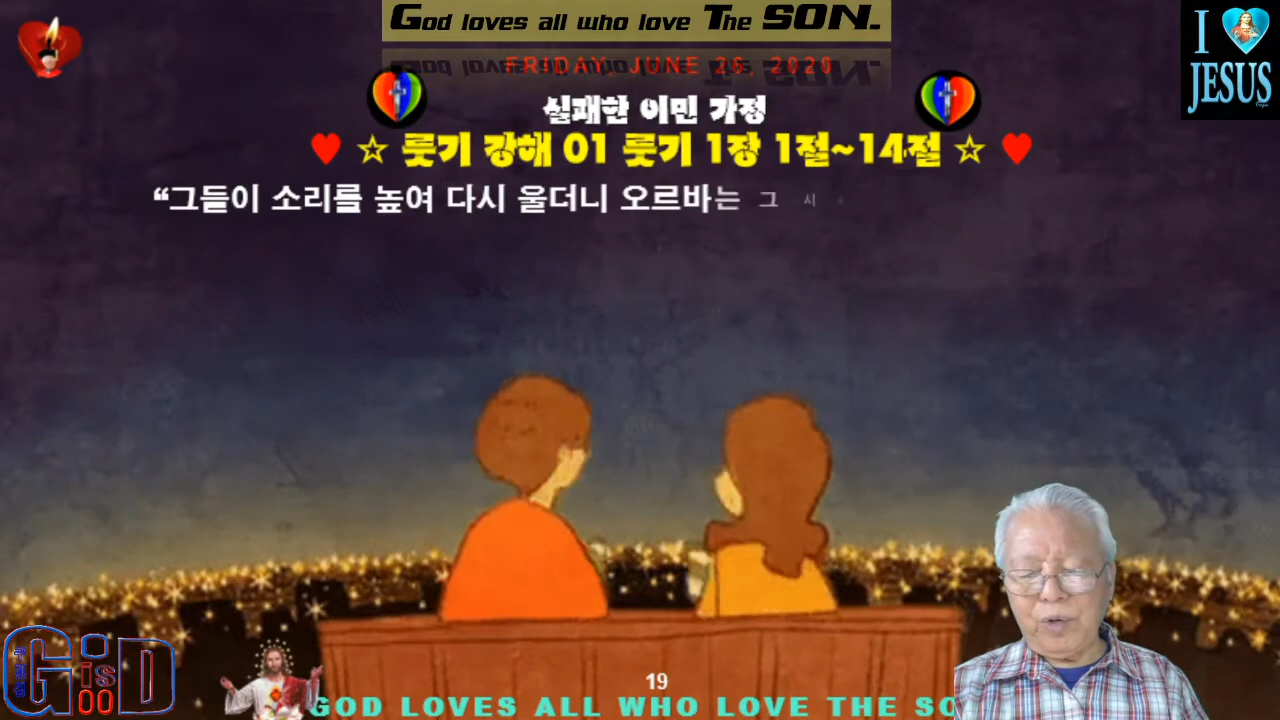 God loves all who love The SON.
I
JESUS
FRIDAY, JUNE 26, 2020
실패한 이민 가정
♥ ☆ 룻기 강해 01 룻기 1장 1절~14절 ☆ ♥
“그들이 소리를 높여 다시 울더니 오르바는 그 시
GisD
19
GOD LOVES ALL WHO LOVE THE SO